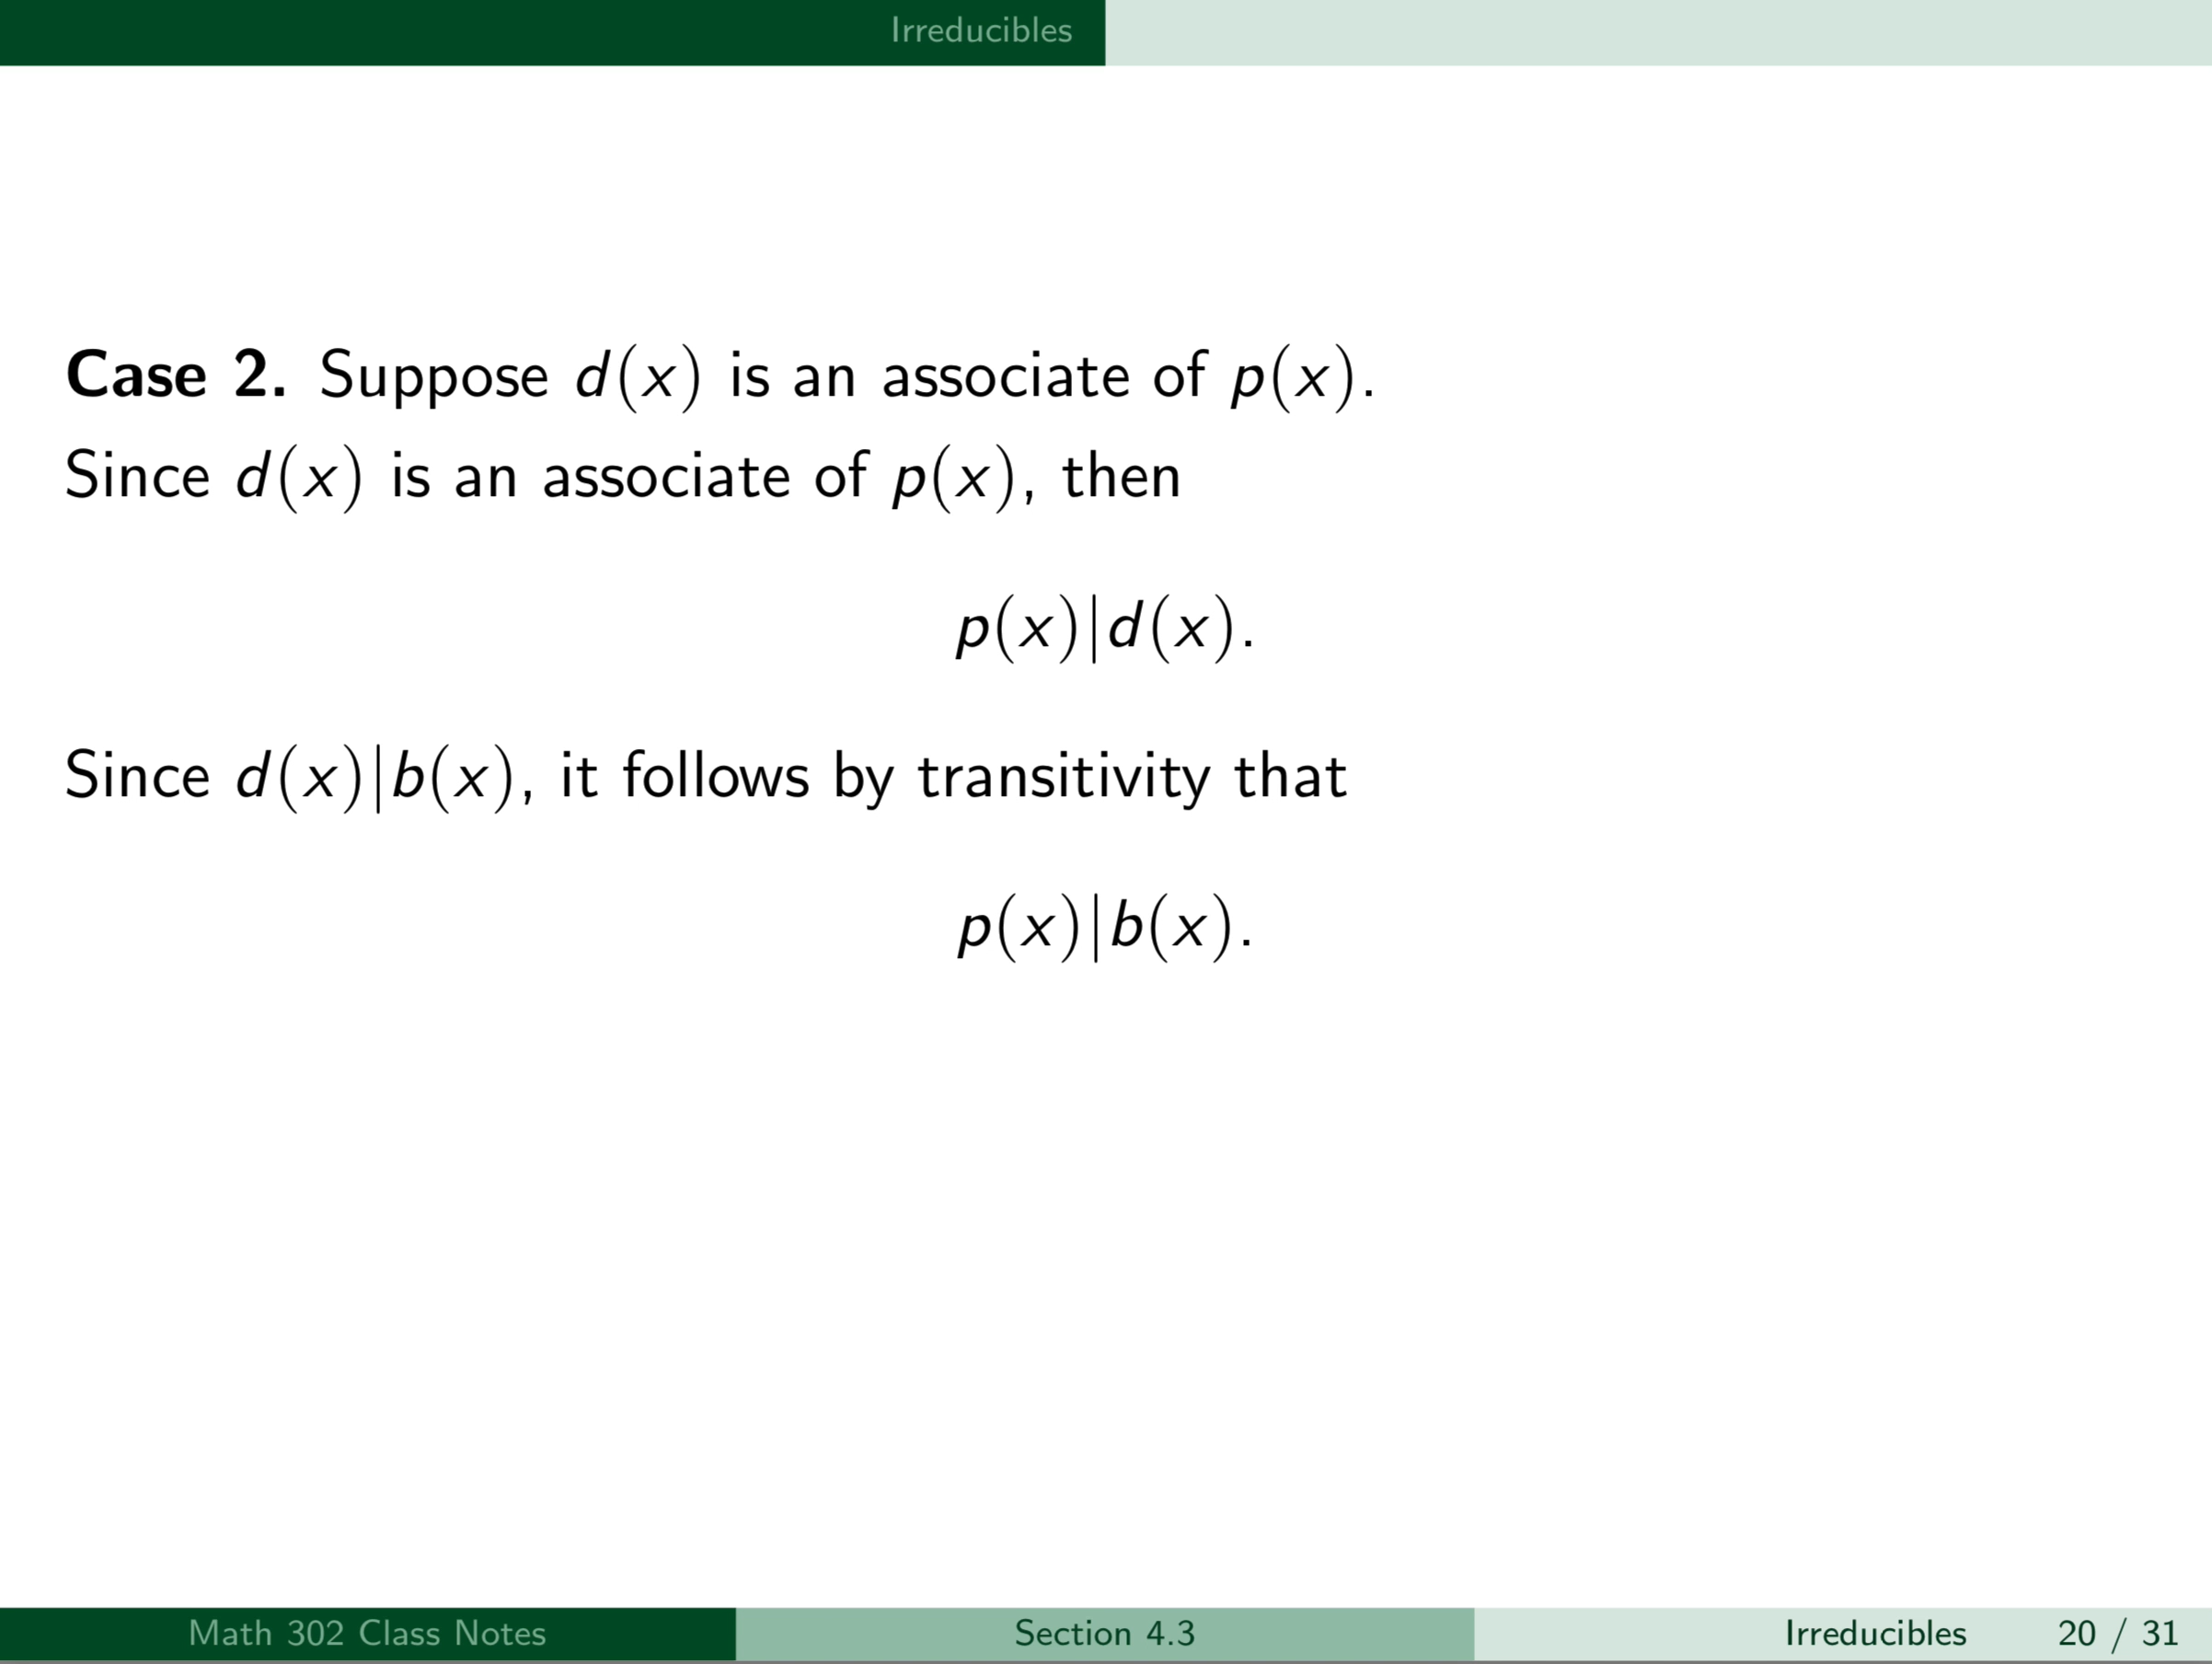 Irreducibles
Case 2. Suppose d(x) is an associate of p(x).
Since d(x) is an associate of p(x), then
p(x)|d(x).
Since d(x)|b(x), it follows by transitivity that
p(x)|b(x).
Math 302 Class Notes
Section 4.3
Irreducibles 20 / 31